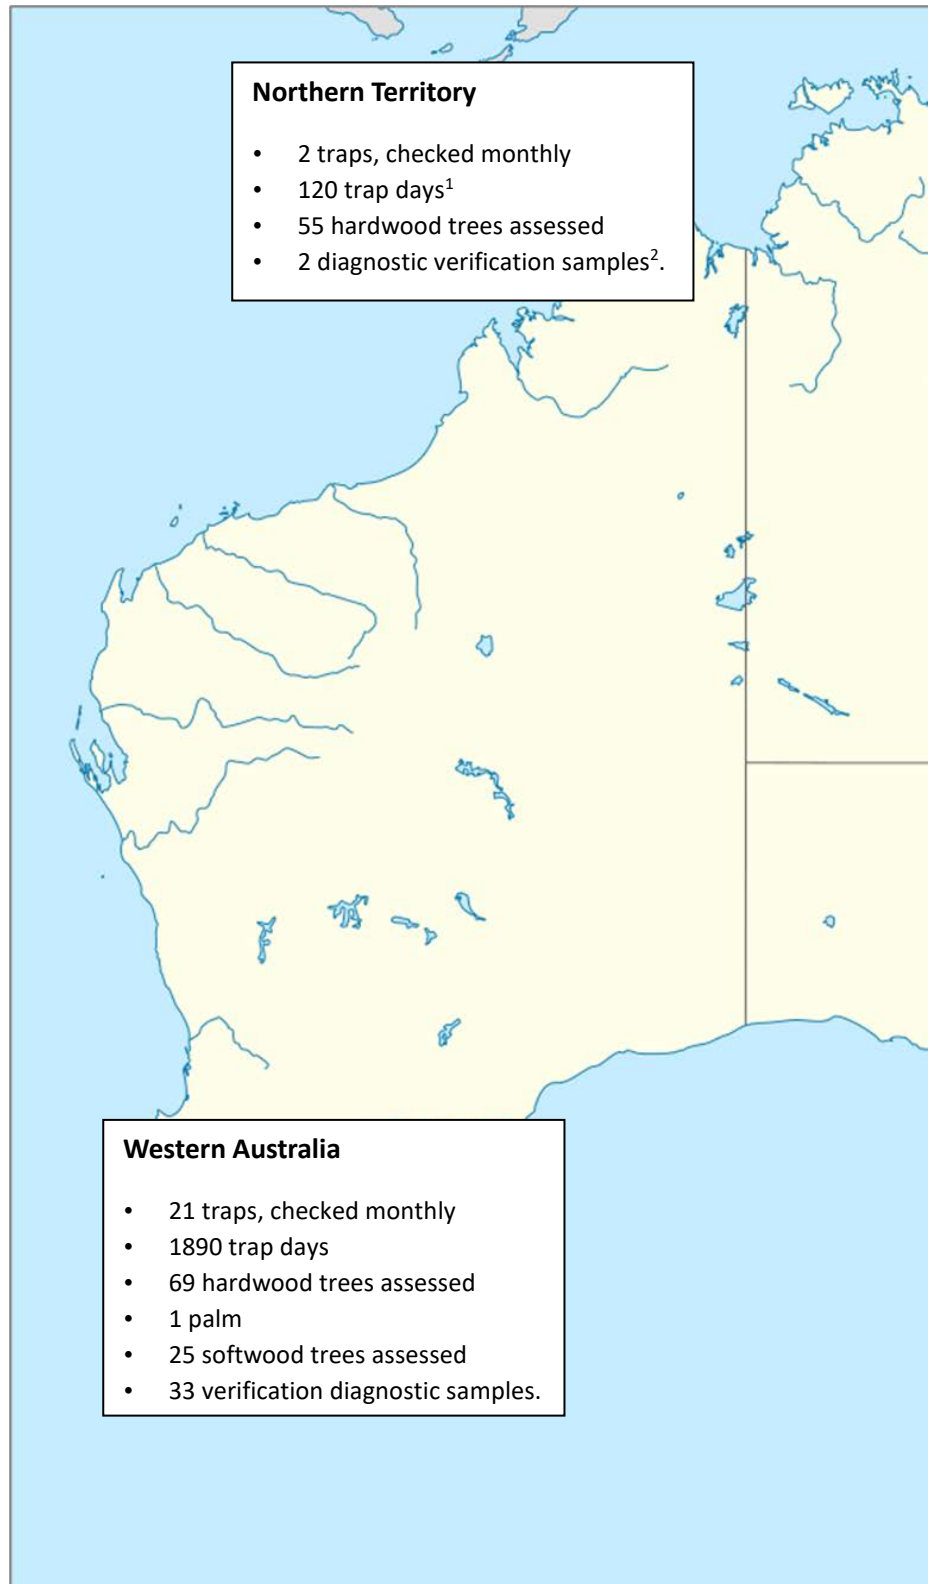 Northern Territory
• 2 traps, checked monthly
• 120 trap days¹
• 55 hardwood trees assessed
• 2 diagnostic verification samples².
Western Australia
• 21 traps, checked monthly
• 1890 trap days
• 69 hardwood trees assessed
• 1 palm
• 25 softwood trees assessed
• 33 verification diagnostic samples.